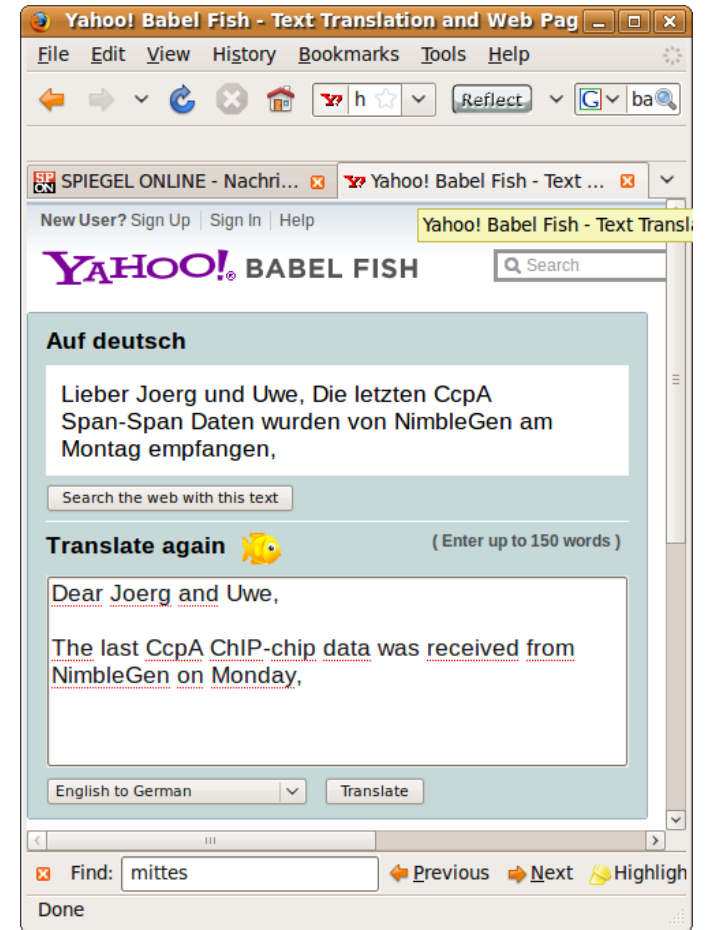 Yahoo! Babel Fish - Text Translation and Web Pag
File Edit View History Bookmarks Tools Help
h Reflect G ba
SPIEGEL ONLINE - Nachri... Yahoo! Babel Fish - Text ...
New User? Sign Up | Sign In | Help
Yahoo! Babel Fish - Text Transl
YAHOO!® BABEL FISH Search
Auf deutsch
Lieber Joerg und Uwe, Die letzten CcpA
Span-Span Daten wurden von NimbleGen am
Montag empfangen,
Search the web with this text
Translate again ( Enter up to 150 words )
Dear Joerg and Uwe,
The last CcpA ChIP-chip data was received from
NimbleGen on Monday,
English to German Translate
Find: mittes Previous Next Highligh
Done